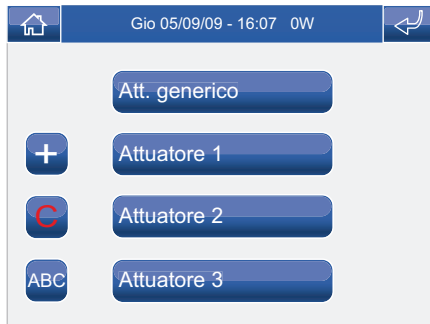 Gio 05/09/09 - 16:07 0W
Att. generico
+ Attuatore 1
C Attuatore 2
ABC Attuatore 3